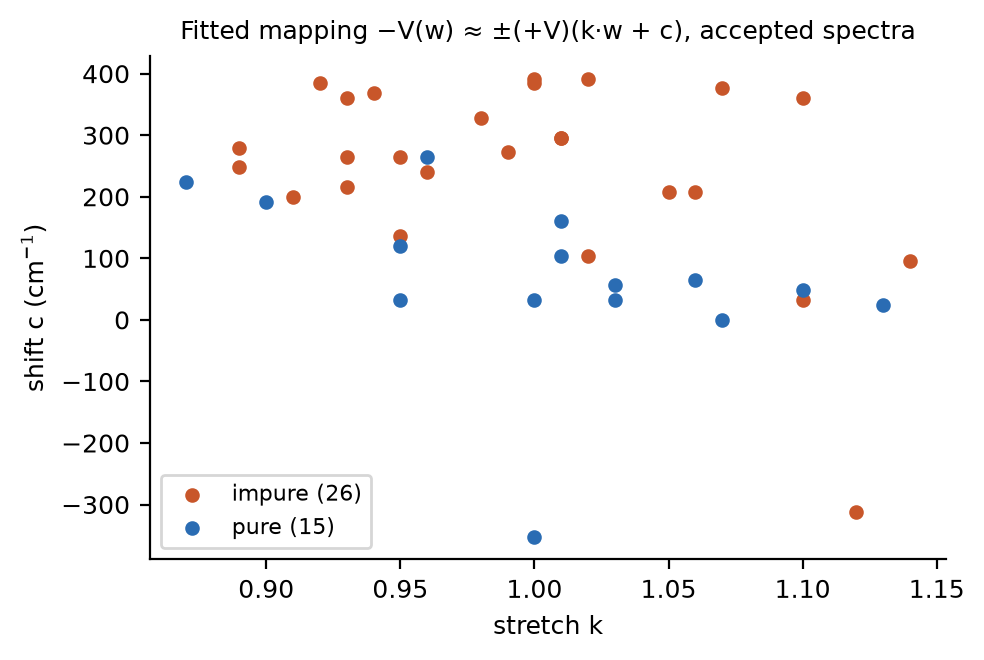 Fitted mapping −V(w) ≈ ±(+V)(k·w + c), accepted spectra
400
300
200
100
0
−100
−200
−300
shift c (cm⁻¹)
impure (26)
pure (15)
0.90
0.95
1.00
1.05
1.10
1.15
stretch k